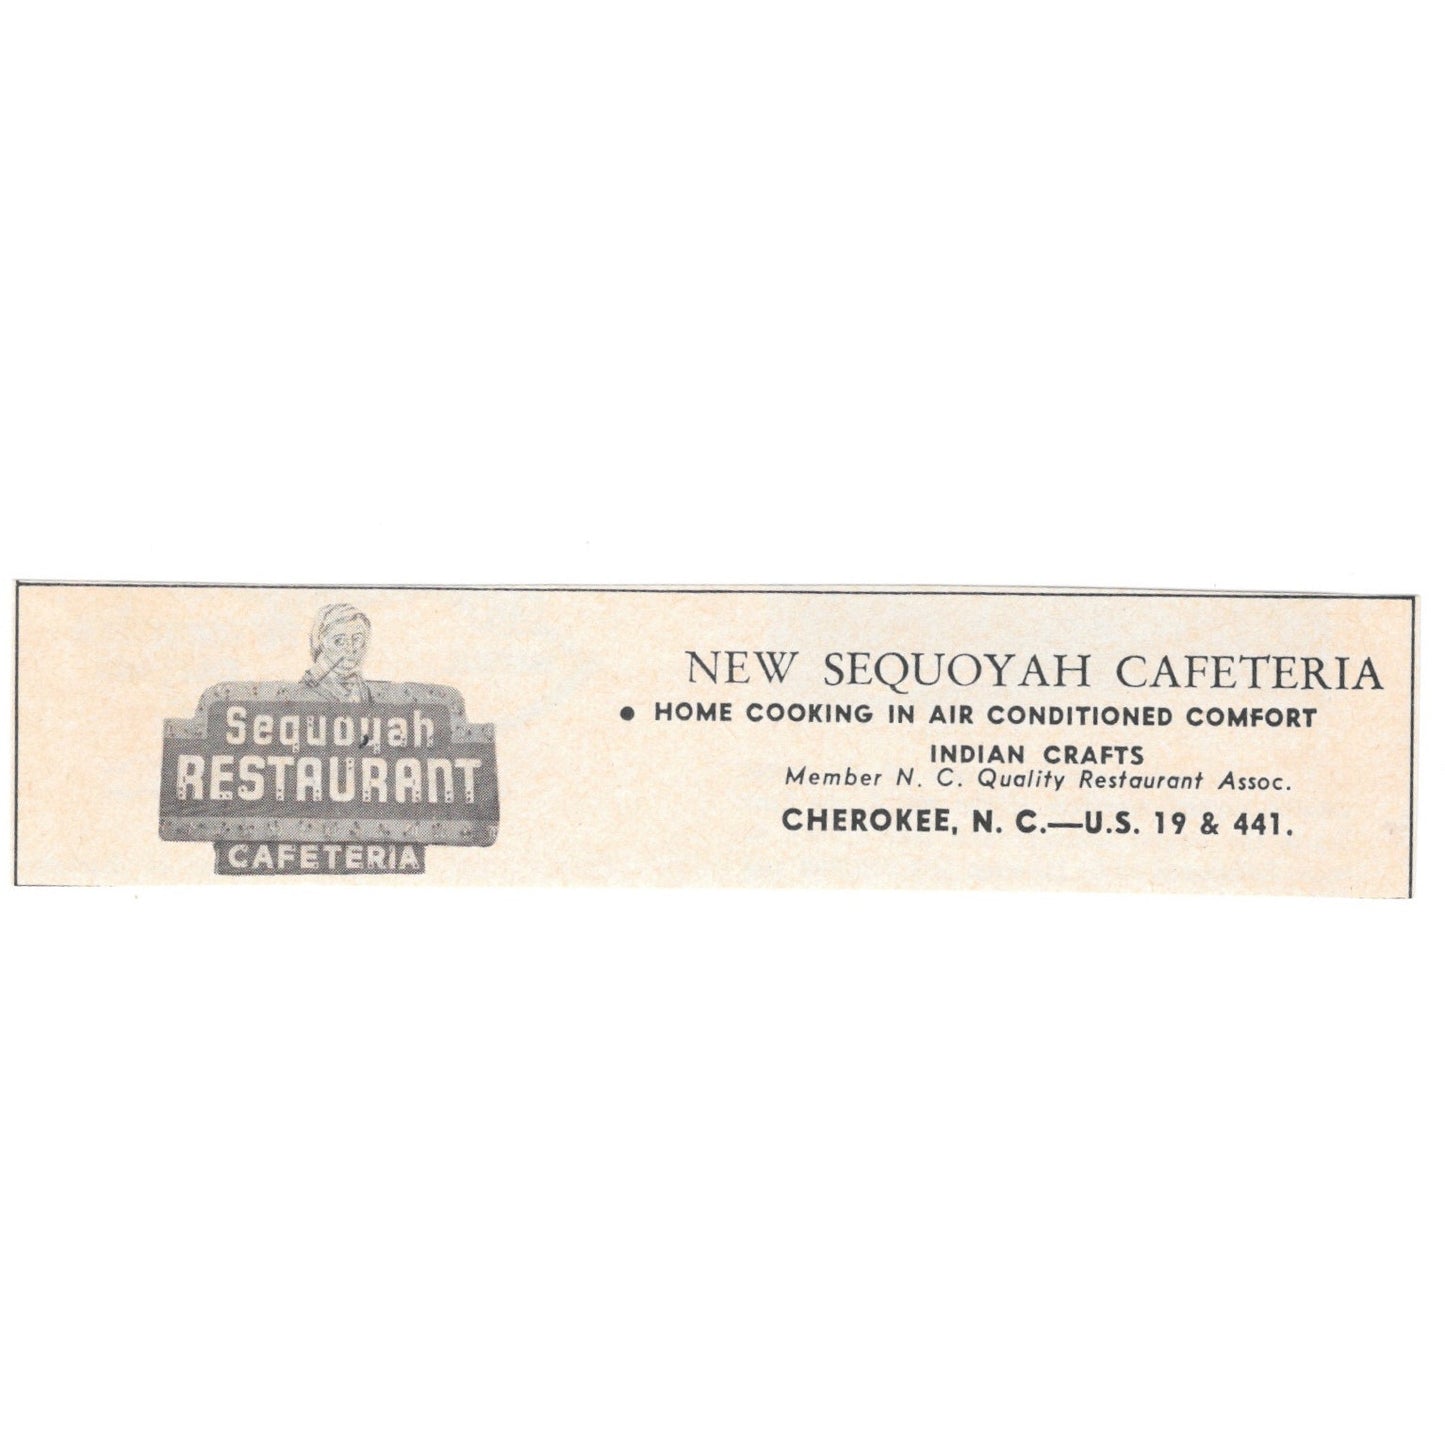 Sequoyah
RESTAURANT
CAFETERIA
NEW SEQUOYAH CAFETERIA
• HOME COOKING IN AIR CONDITIONED COMFORT
INDIAN CRAFTS
Member N. C. Quality Restaurant Assoc.
CHEROKEE, N. C.—U.S. 19 & 441.